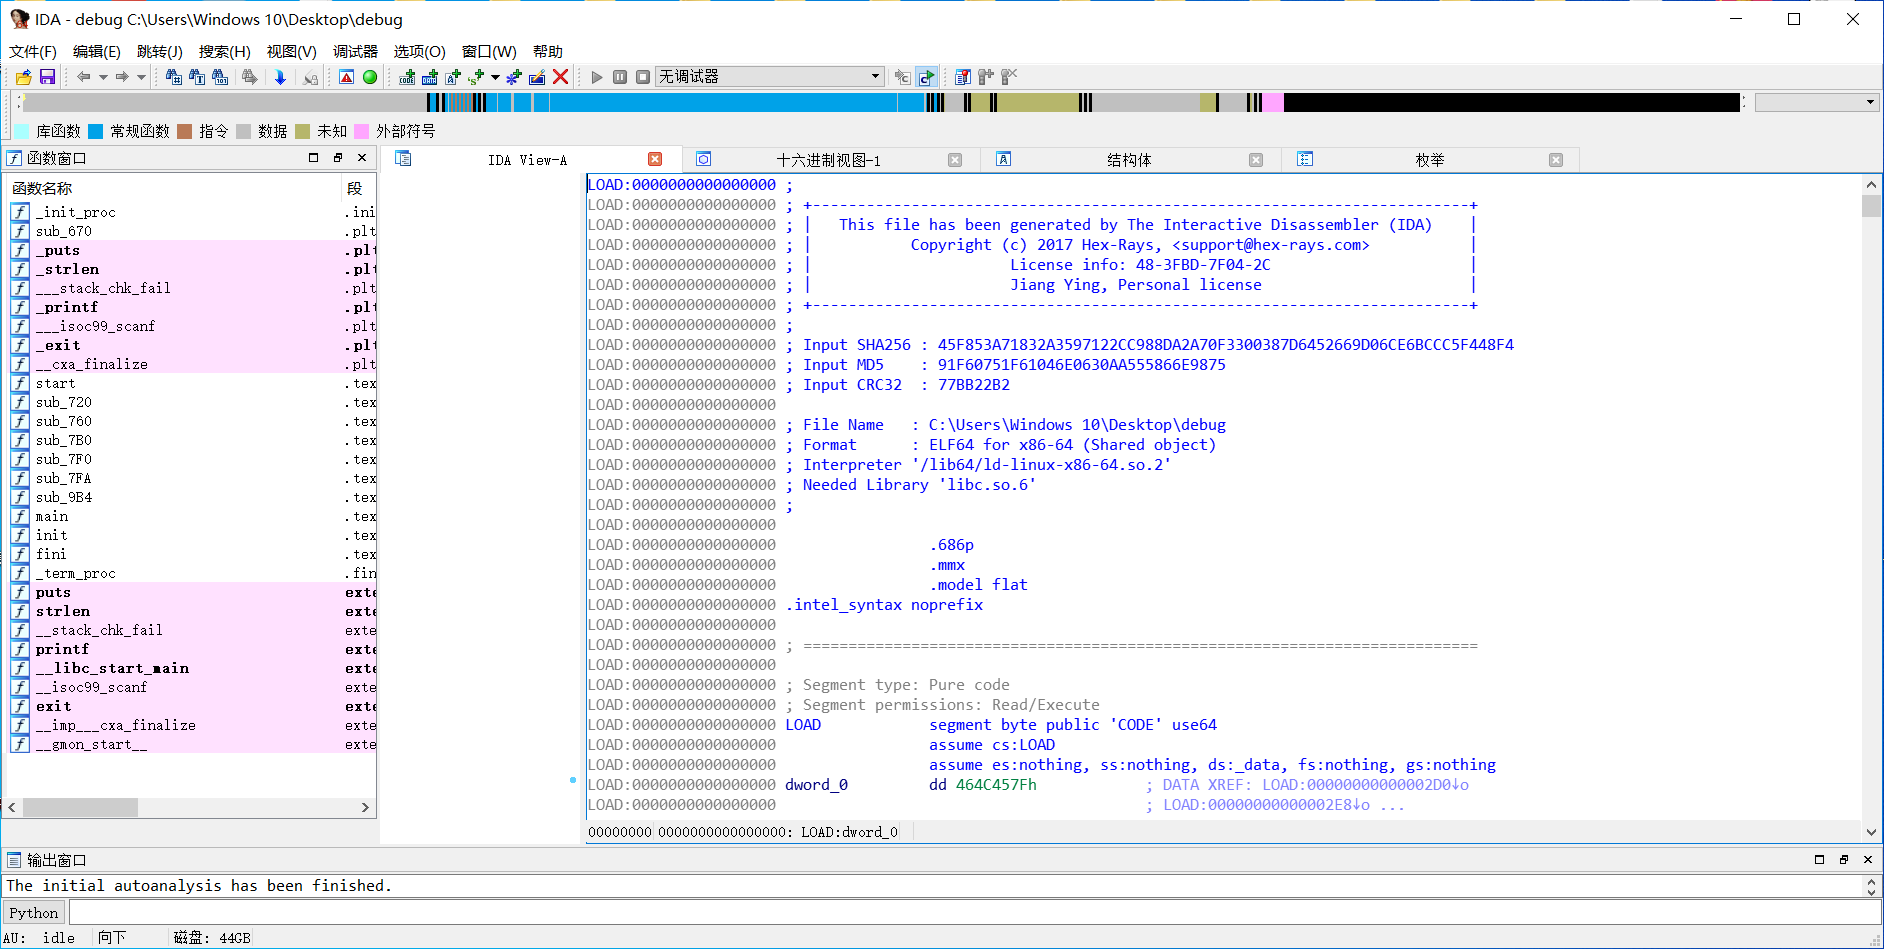 IDA - debug C:\Users\Windows 10\Desktop\debug
文件(F) 编辑(E) 跳转(J) 搜索(H) 视图(V) 调试器 选项(O) 窗口(W) 帮助
无调试器
库函数 常规函数 指令 数据 未知 外部符号
函数窗口
IDA View-A 十六进制视图-1 结构体 枚举
函数名称 段
_init_proc .ini
sub_670 .plt
_puts .plt
_strlen .plt
___stack_chk_fail .plt
_printf .plt
___isoc99_scanf .plt
_exit .plt
__cxa_finalize .plt
start .tex
sub_720 .tex
sub_760 .tex
sub_7B0 .tex
sub_7F0 .tex
sub_7FA .tex
sub_9B4 .tex
main .tex
init .tex
fini .tex
_term_proc .fin
puts exte
strlen exte
__stack_chk_fail exte
printf exte
__libc_start_main exte
__isoc99_scanf exte
exit exte
__imp___cxa_finalize exte
__gmon_start__ exte
LOAD:0000000000000000 ;
LOAD:0000000000000000 ; +-------------------------------------------------------------------------+
LOAD:0000000000000000 ; | This file has been generated by The Interactive Disassembler (IDA) |
LOAD:0000000000000000 ; | Copyright (c) 2017 Hex-Rays, <support@hex-rays.com> |
LOAD:0000000000000000 ; | License info: 48-3FBD-7F04-2C |
LOAD:0000000000000000 ; | Jiang Ying, Personal license |
LOAD:0000000000000000 ; +-------------------------------------------------------------------------+
LOAD:0000000000000000 ;
LOAD:0000000000000000 ; Input SHA256 : 45F853A71832A3597122CC988DA2A70F3300387D6452669D06CE6BCCC5F448F4
LOAD:0000000000000000 ; Input MD5 : 91F60751F61046E0630AA555866E9875
LOAD:0000000000000000 ; Input CRC32 : 77BB22B2
LOAD:0000000000000000
LOAD:0000000000000000 ; File Name : C:\Users\Windows 10\Desktop\debug
LOAD:0000000000000000 ; Format : ELF64 for x86-64 (Shared object)
LOAD:0000000000000000 ; Interpreter '/lib64/ld-linux-x86-64.so.2'
LOAD:0000000000000000 ; Needed Library 'libc.so.6'
LOAD:0000000000000000 ;
LOAD:0000000000000000
LOAD:0000000000000000 .686p
LOAD:0000000000000000 .mmx
LOAD:0000000000000000 .model flat
LOAD:0000000000000000 .intel_syntax noprefix
LOAD:0000000000000000
LOAD:0000000000000000 ; ===========================================================================
LOAD:0000000000000000
LOAD:0000000000000000 ; Segment type: Pure code
LOAD:0000000000000000 ; Segment permissions: Read/Execute
LOAD:0000000000000000 LOAD segment byte public 'CODE' use64
LOAD:0000000000000000 assume cs:LOAD
LOAD:0000000000000000 assume es:nothing, ss:nothing, ds:_data, fs:nothing, gs:nothing
LOAD:0000000000000000 dword_0 dd 464C457Fh ; DATA XREF: LOAD:00000000000002D0↓o
LOAD:0000000000000000 ; LOAD:00000000000002E8↓o ...
00000000 0000000000000000: LOAD:dword_0
输出窗口
The initial autoanalysis has been finished.
Python
AU: idle 向下 磁盘: 44GB